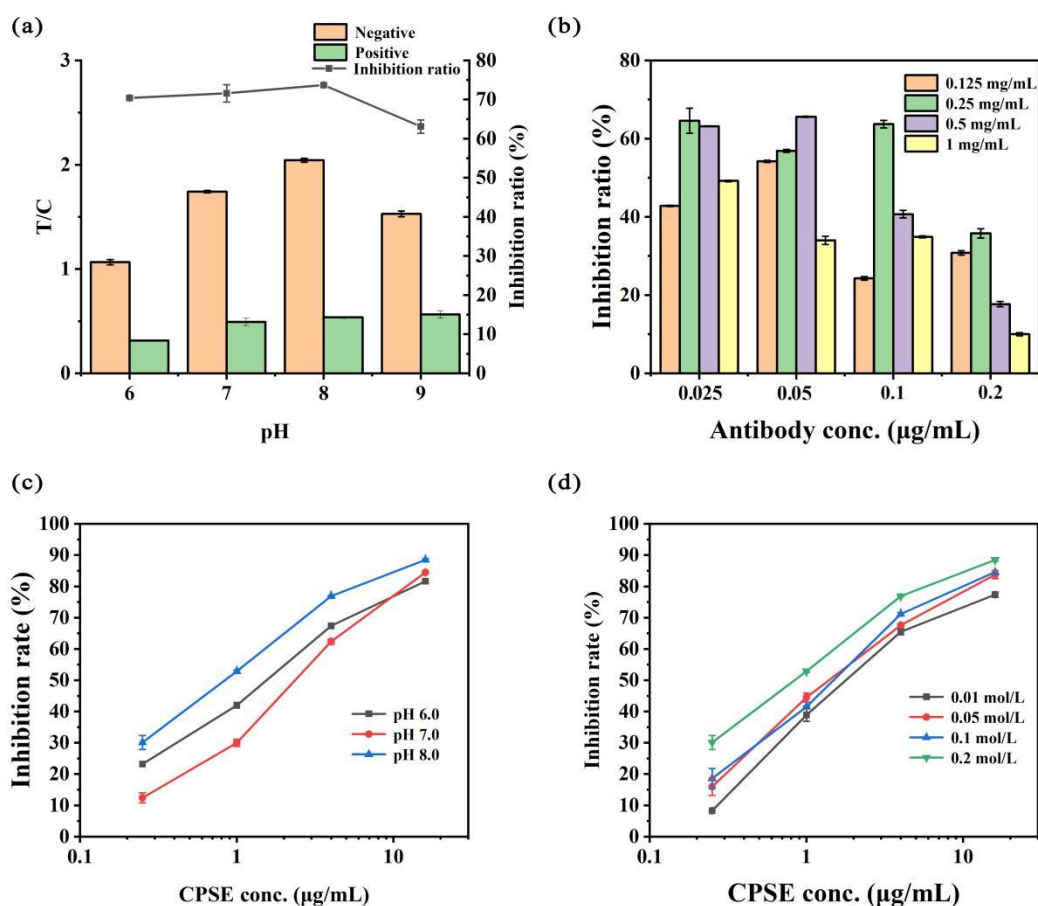 (a)
Negative
Positive
Inhibition ratio
3
2
1
0
T/C
80
70
60
50
40
30
20
10
0
Inhibition ratio (%)
6 7 8 9
pH
(b)
80
60
40
20
0
Inhibition ratio (%)
0.125 mg/mL
0.25 mg/mL
0.5 mg/mL
1 mg/mL
0.025 0.05 0.1 0.2
Antibody conc. (μg/mL)
(c)
100
90
80
70
60
50
40
30
20
10
0
Inhibition rate (%)
pH 6.0
pH 7.0
pH 8.0
0.1 1 10
CPSE conc. (μg/mL)
(d)
100
90
80
70
60
50
40
30
20
10
0
Inhibition rate (%)
0.01 mol/L
0.05 mol/L
0.1 mol/L
0.2 mol/L
0.1 1 10
CPSE conc. (μg/mL)